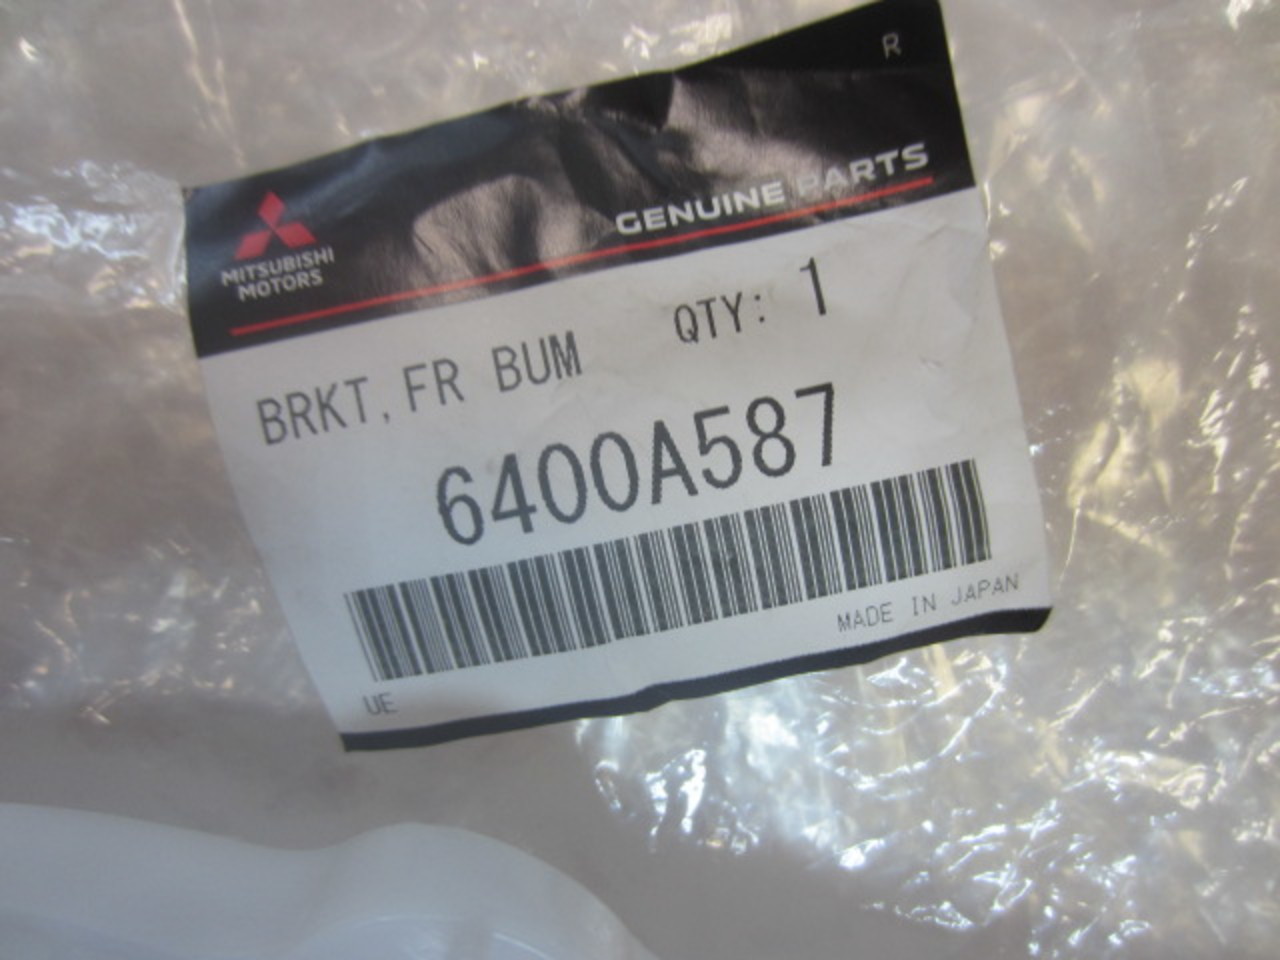 R
GENUINE PARTS
MITSUBISHI
MOTORS
BRKT, FR BUM QTY: 1
6400A587
MADE IN JAPAN
UE